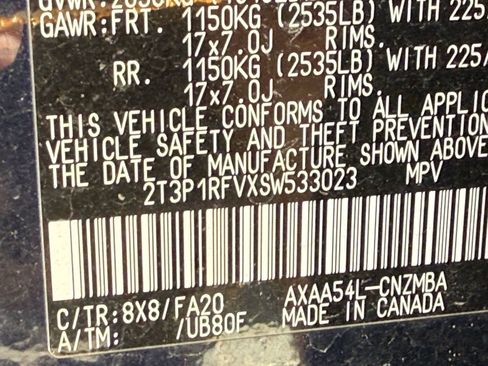 GAWR:FRT. 1150KG (2535LB) WITH 225/
17x7.0J RIMS.
RR. 1150KG (2535LB) WITH 225/
17x7.0J RIMS.
THIS VEHICLE CONFORMS TO ALL APPLIC
VEHICLE SAFETY AND THEFT PREVENTION
THE DATE OF MANUFACTURE SHOWN ABOVE
2T3P1RFVXSW533023 MPV
C/TR:8X8/FA20 AXAA54L-CNZMBA
A/TM: /UB80F MADE IN CANADA